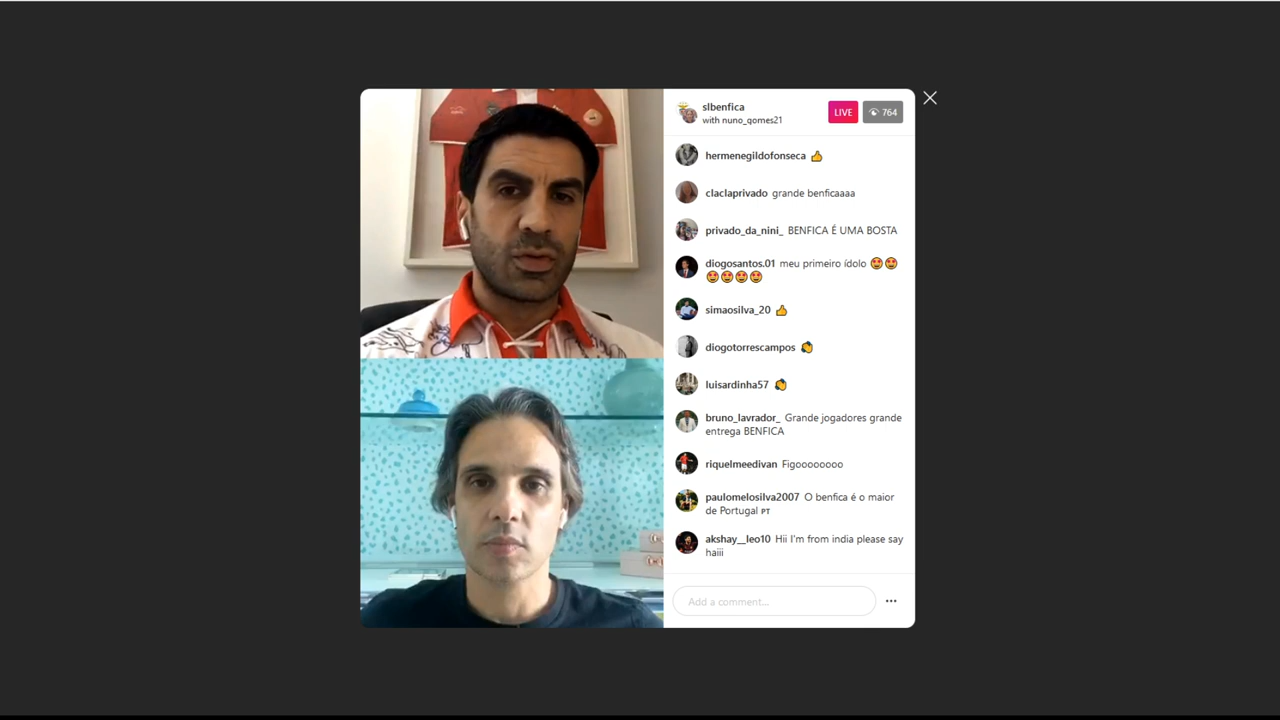 slbenfica
with nuno_gomes21
LIVE
764
hermenegildofonseca 👍
claclaprivado grande benficaaaa
privado_da_nini_ BENFICA É UMA BOSTA
diogosantos.01 meu primeiro ídolo 😍😍
😍😍😍😍
simaosilva_20 👍
diogotorrescampos 👏
luisardinha57 👏
bruno_lavrador_ Grande jogadores grande
entrega BENFICA
riquelmeedivan Figoooooooo
paulomelosilva2007 O benfica é o maior
de Portugal PT
akshay__leo10 Hii I'm from india please say
haiii
Add a comment...